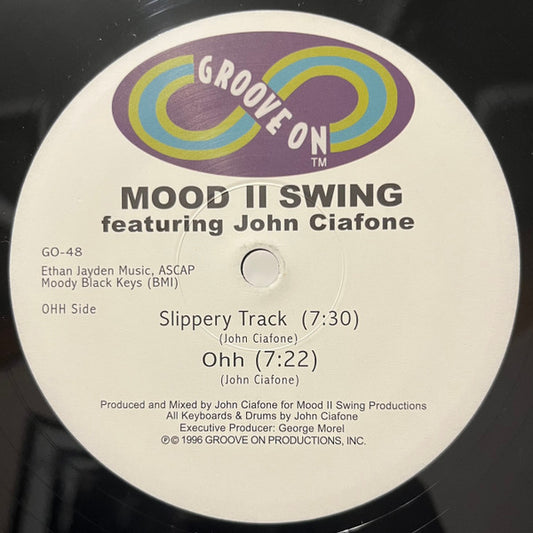 GROOVE ON
TM
MOOD II SWING
featuring John Ciafone
GO-48
Ethan Jayden Music, ASCAP
Moody Black Keys (BMI)
OHH Side
Slippery Track (7:30)
(John Ciafone)
Ohh (7:22)
(John Ciafone)
Produced and Mixed by John Ciafone for Mood II Swing Productions
All Keyboards & Drums by John Ciafone
Executive Producer: George Morel
℗© 1996 GROOVE ON PRODUCTIONS, INC.